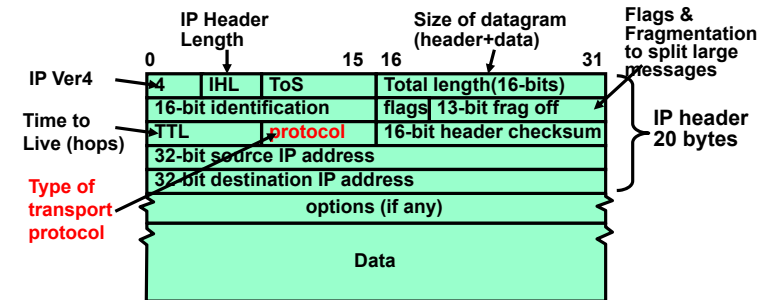 IP Header
Length
Size of datagram
(header+data)
Flags &
Fragmentation
to split large
messages
0
15
16
31
IP Ver4
4
IHL
ToS
Total length(16-bits)
16-bit identification
flags
13-bit frag off
Time to
Live (hops)
TTL
protocol
16-bit header checksum
IP header
20 bytes
32-bit source IP address
32-bit destination IP address
Type of
transport
protocol
options (if any)
Data